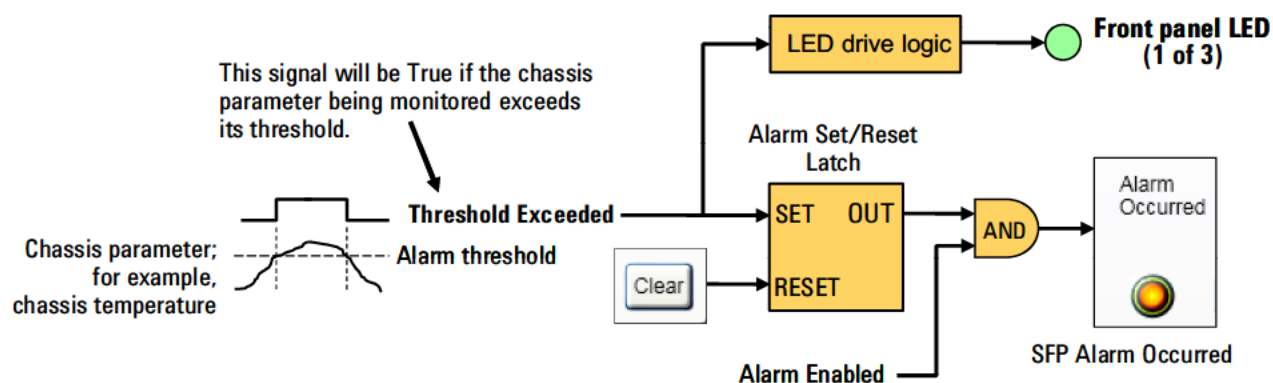 LED drive logic
Front panel LED
(1 of 3)
This signal will be True if the chassis
parameter being monitored exceeds
its threshold.
Alarm Set/Reset
Latch
Threshold Exceeded
SET OUT
AND
Alarm
Occurred
Chassis parameter;
for example,
chassis temperature
Alarm threshold
Clear
RESET
SFP Alarm Occurred
Alarm Enabled